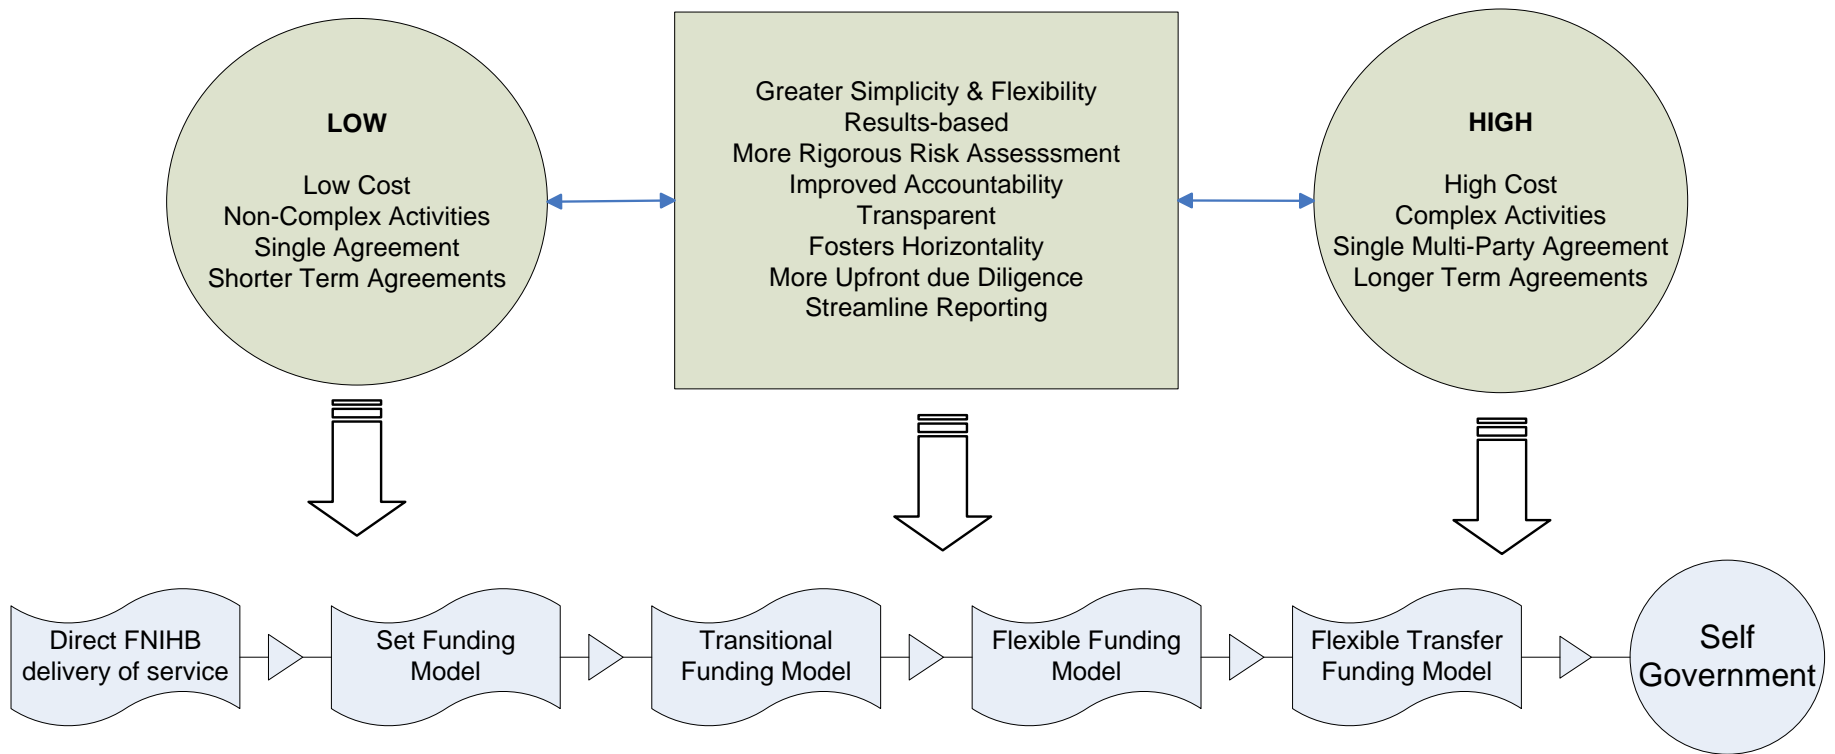 LOW
Low Cost
Non-Complex Activities
Single Agreement
Shorter Term Agreements
Greater Simplicity & Flexibility
Results-based
More Rigorous Risk Assesssment
Improved Accountability
Transparent
Fosters Horizontality
More Upfront due Diligence
Streamline Reporting
HIGH
High Cost
Complex Activities
Single Multi-Party Agreement
Longer Term Agreements
Direct FNIHB
delivery of service
Set Funding
Model
Transitional
Funding Model
Flexible Funding
Model
Flexible Transfer
Funding Model
Self
Government